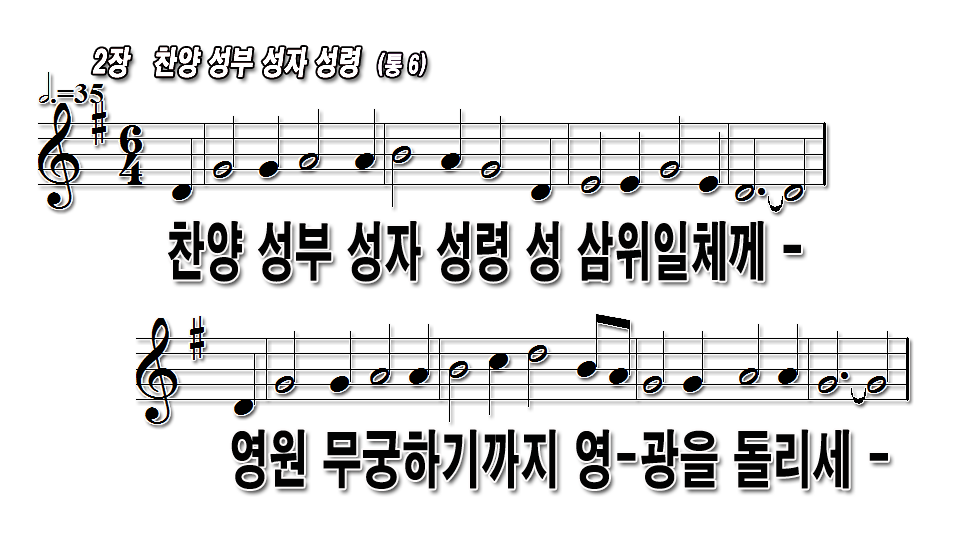 2장 찬양 성부 성자 성령 (통 6)
𝅗𝅥.=35
6
4
찬양 성부 성자 성령 성 삼위일체께 -
영원 무궁하기까지 영-광을 돌리세 -